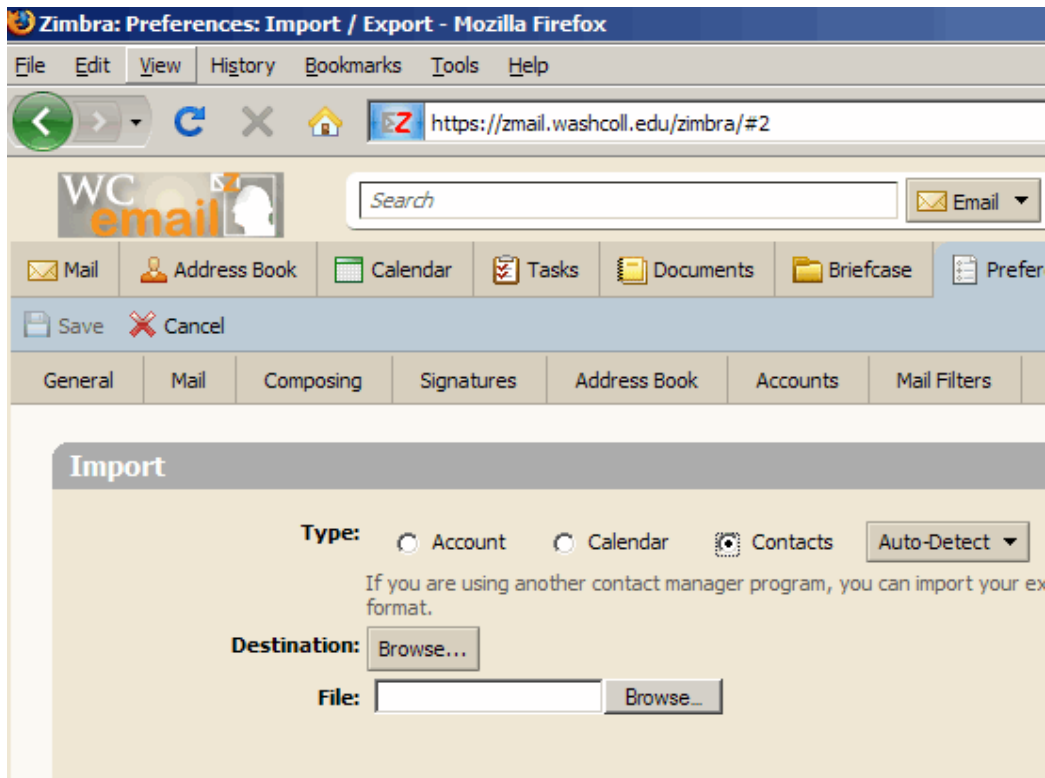 Zimbra: Preferences: Import / Export - Mozilla Firefox
File Edit View History Bookmarks Tools Help
Z https://zmail.washcoll.edu/zimbra/#2
WC Z
email
Search Email
Mail Address Book Calendar Tasks Documents Briefcase Prefer
Save Cancel
General Mail Composing Signatures Address Book Accounts Mail Filters
Import
Type: Account Calendar Contacts Auto-Detect
If you are using another contact manager program, you can import your ex
format.
Destination: Browse...
File: Browse...